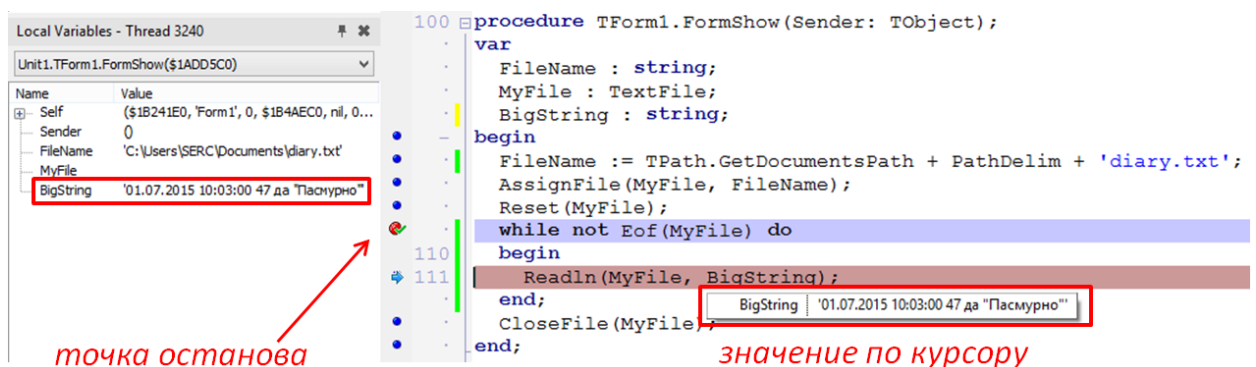 Local Variables - Thread 3240
Unit1.TForm1.FormShow($1ADD5C0)
Name Value
Self ($1B241E0, 'Form1', 0, $1B4AEC0, nil, 0...
Sender ()
FileName 'C:\Users\SERC\Documents\diary.txt'
MyFile
BigString '01.07.2015 10:03:00 47 да "Пасмурно"'
точка останова
100 procedure TForm1.FormShow(Sender: TObject);
var
FileName : string;
MyFile : TextFile;
BigString : string;
begin
FileName := TPath.GetDocumentsPath + PathDelim + 'diary.txt';
AssignFile(MyFile, FileName);
Reset(MyFile);
while not Eof(MyFile) do
110 begin
111 Readln(MyFile, BigString);
end;
BigString '01.07.2015 10:03:00 47 да "Пасмурно"'
CloseFile(MyFile);
end;
значение по курсору